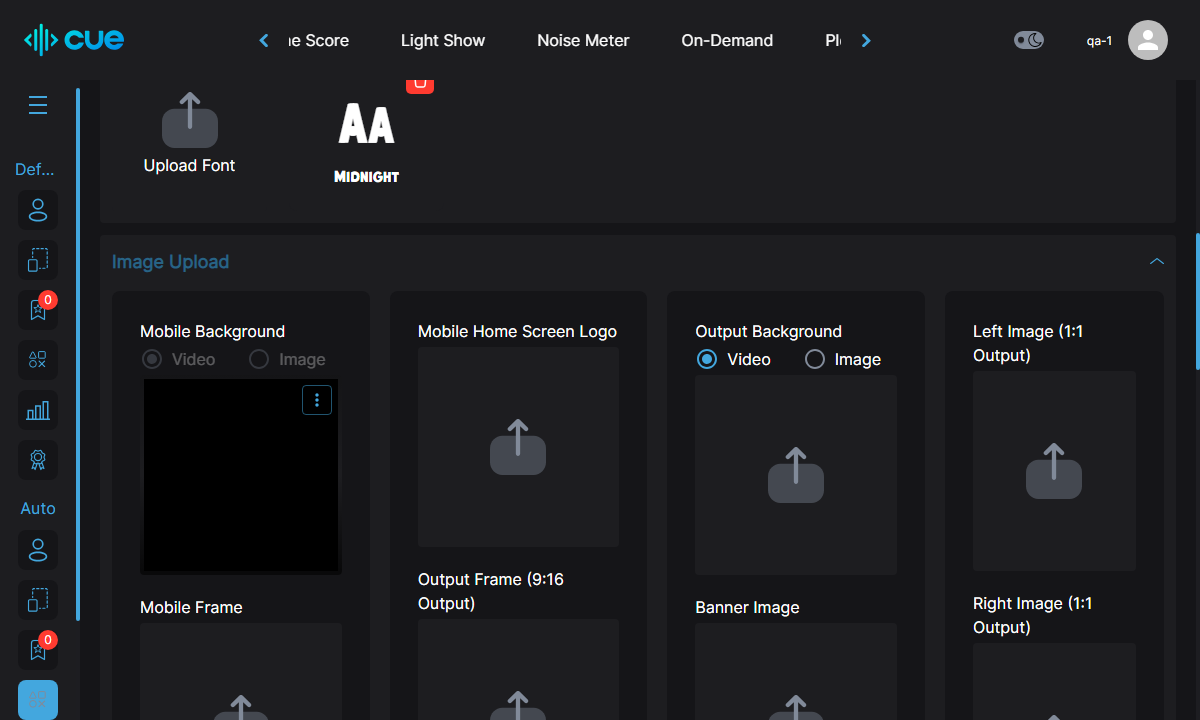 cue
e Score
Light Show
Noise Meter
On-Demand
Pl
qa-1
Def...
0
Auto
0
Upload Font
AA
MIDNIGHT
Image Upload
Mobile Background
Video
Image
Mobile Frame
Mobile Home Screen Logo
Output Frame (9:16
Output)
Output Background
Video
Image
Banner Image
Left Image (1:1
Output)
Right Image (1:1
Output)